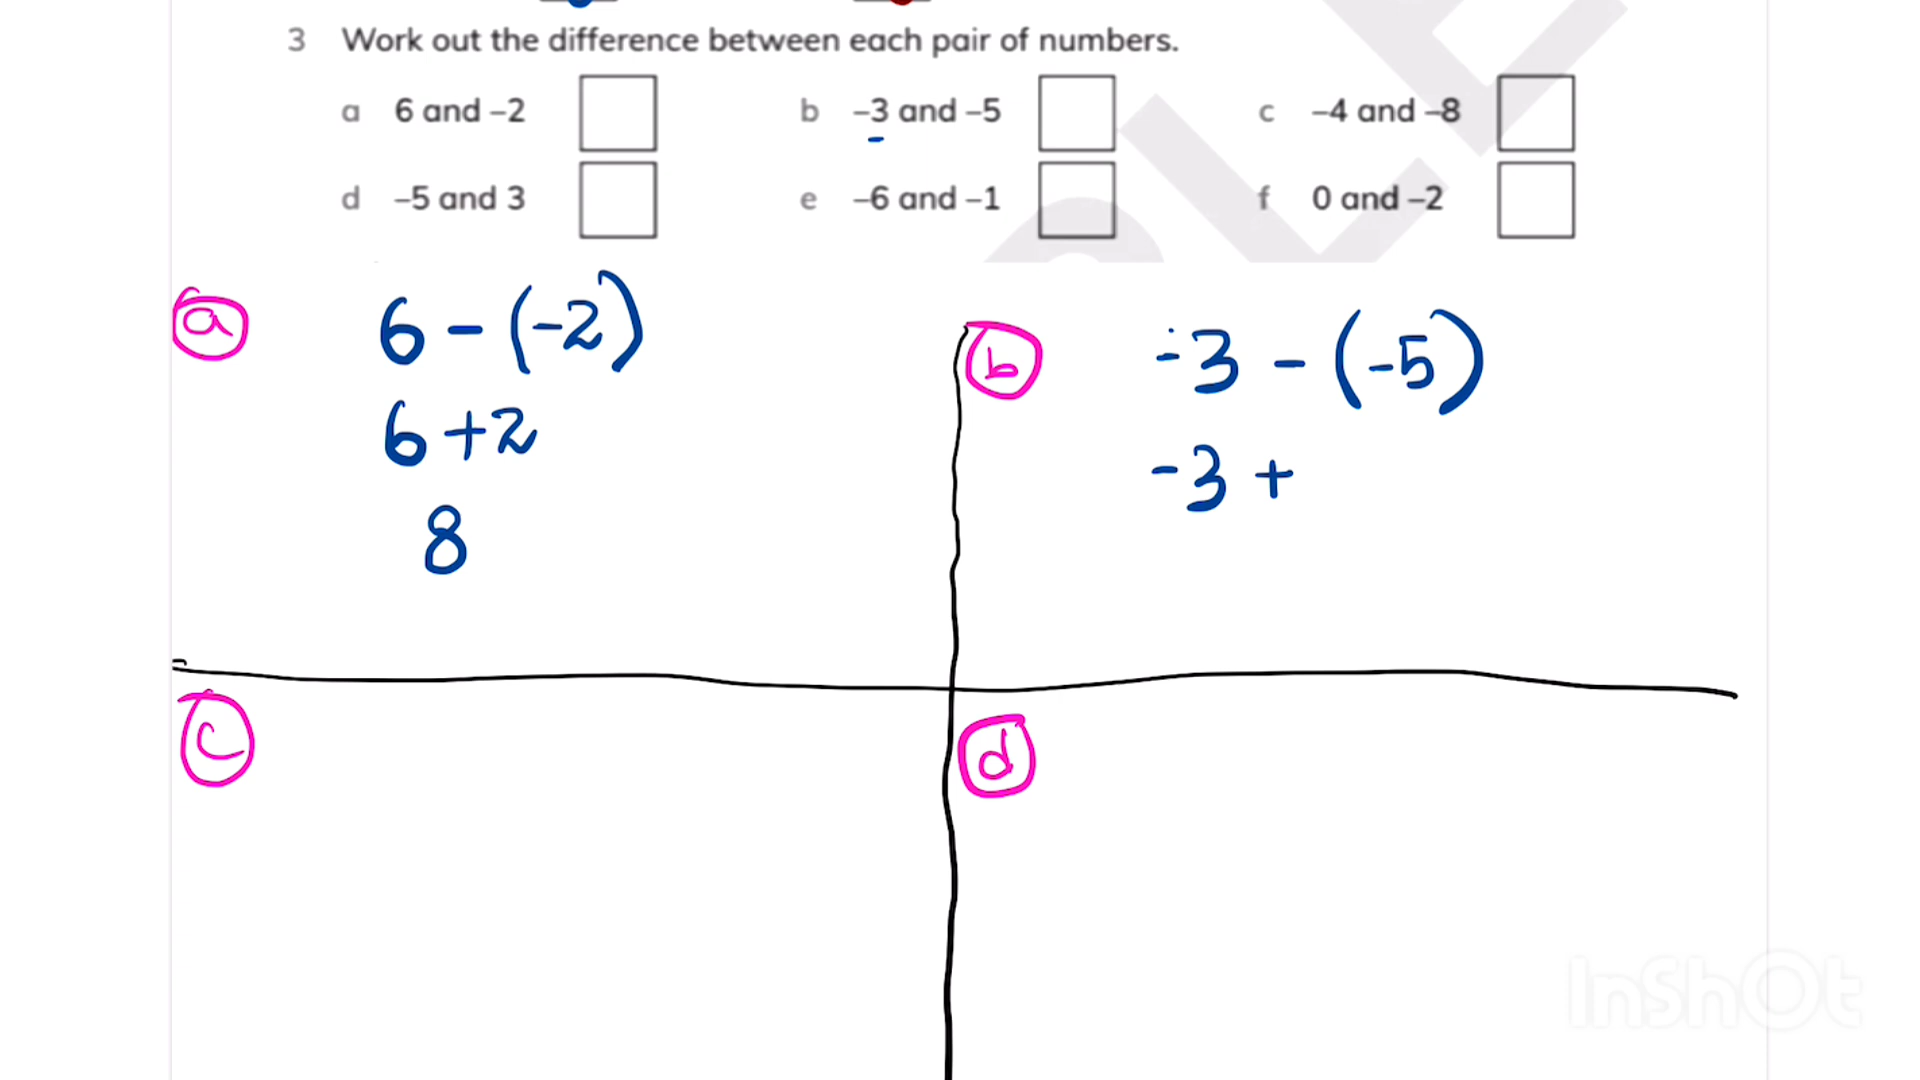 3 Work out the difference between each pair of numbers.
a 6 and –2 b –3 and –5 c –4 and –8
d –5 and 3 e –6 and –1 f 0 and –2
a 6 - (-2)
6 + 2
8
b -3 - (-5)
-3 +
c
d
InShOt